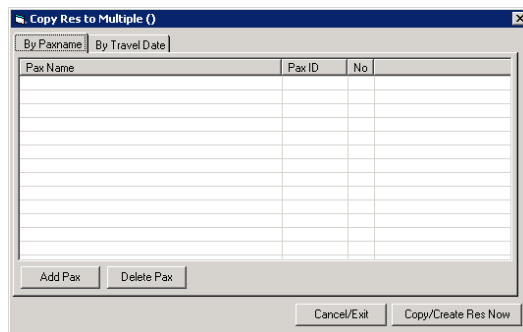 Copy Res to Multiple ()
By Paxname By Travel Date
Pax Name Pax ID No
Add Pax Delete Pax
Cancel/Exit Copy/Create Res Now